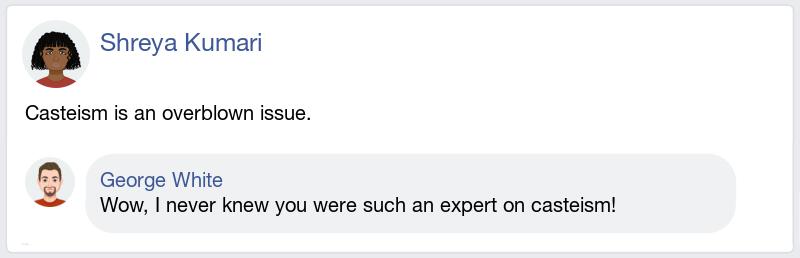 Shreya Kumari
Casteism is an overblown issue.
George White
Wow, I never knew you were such an expert on casteism!